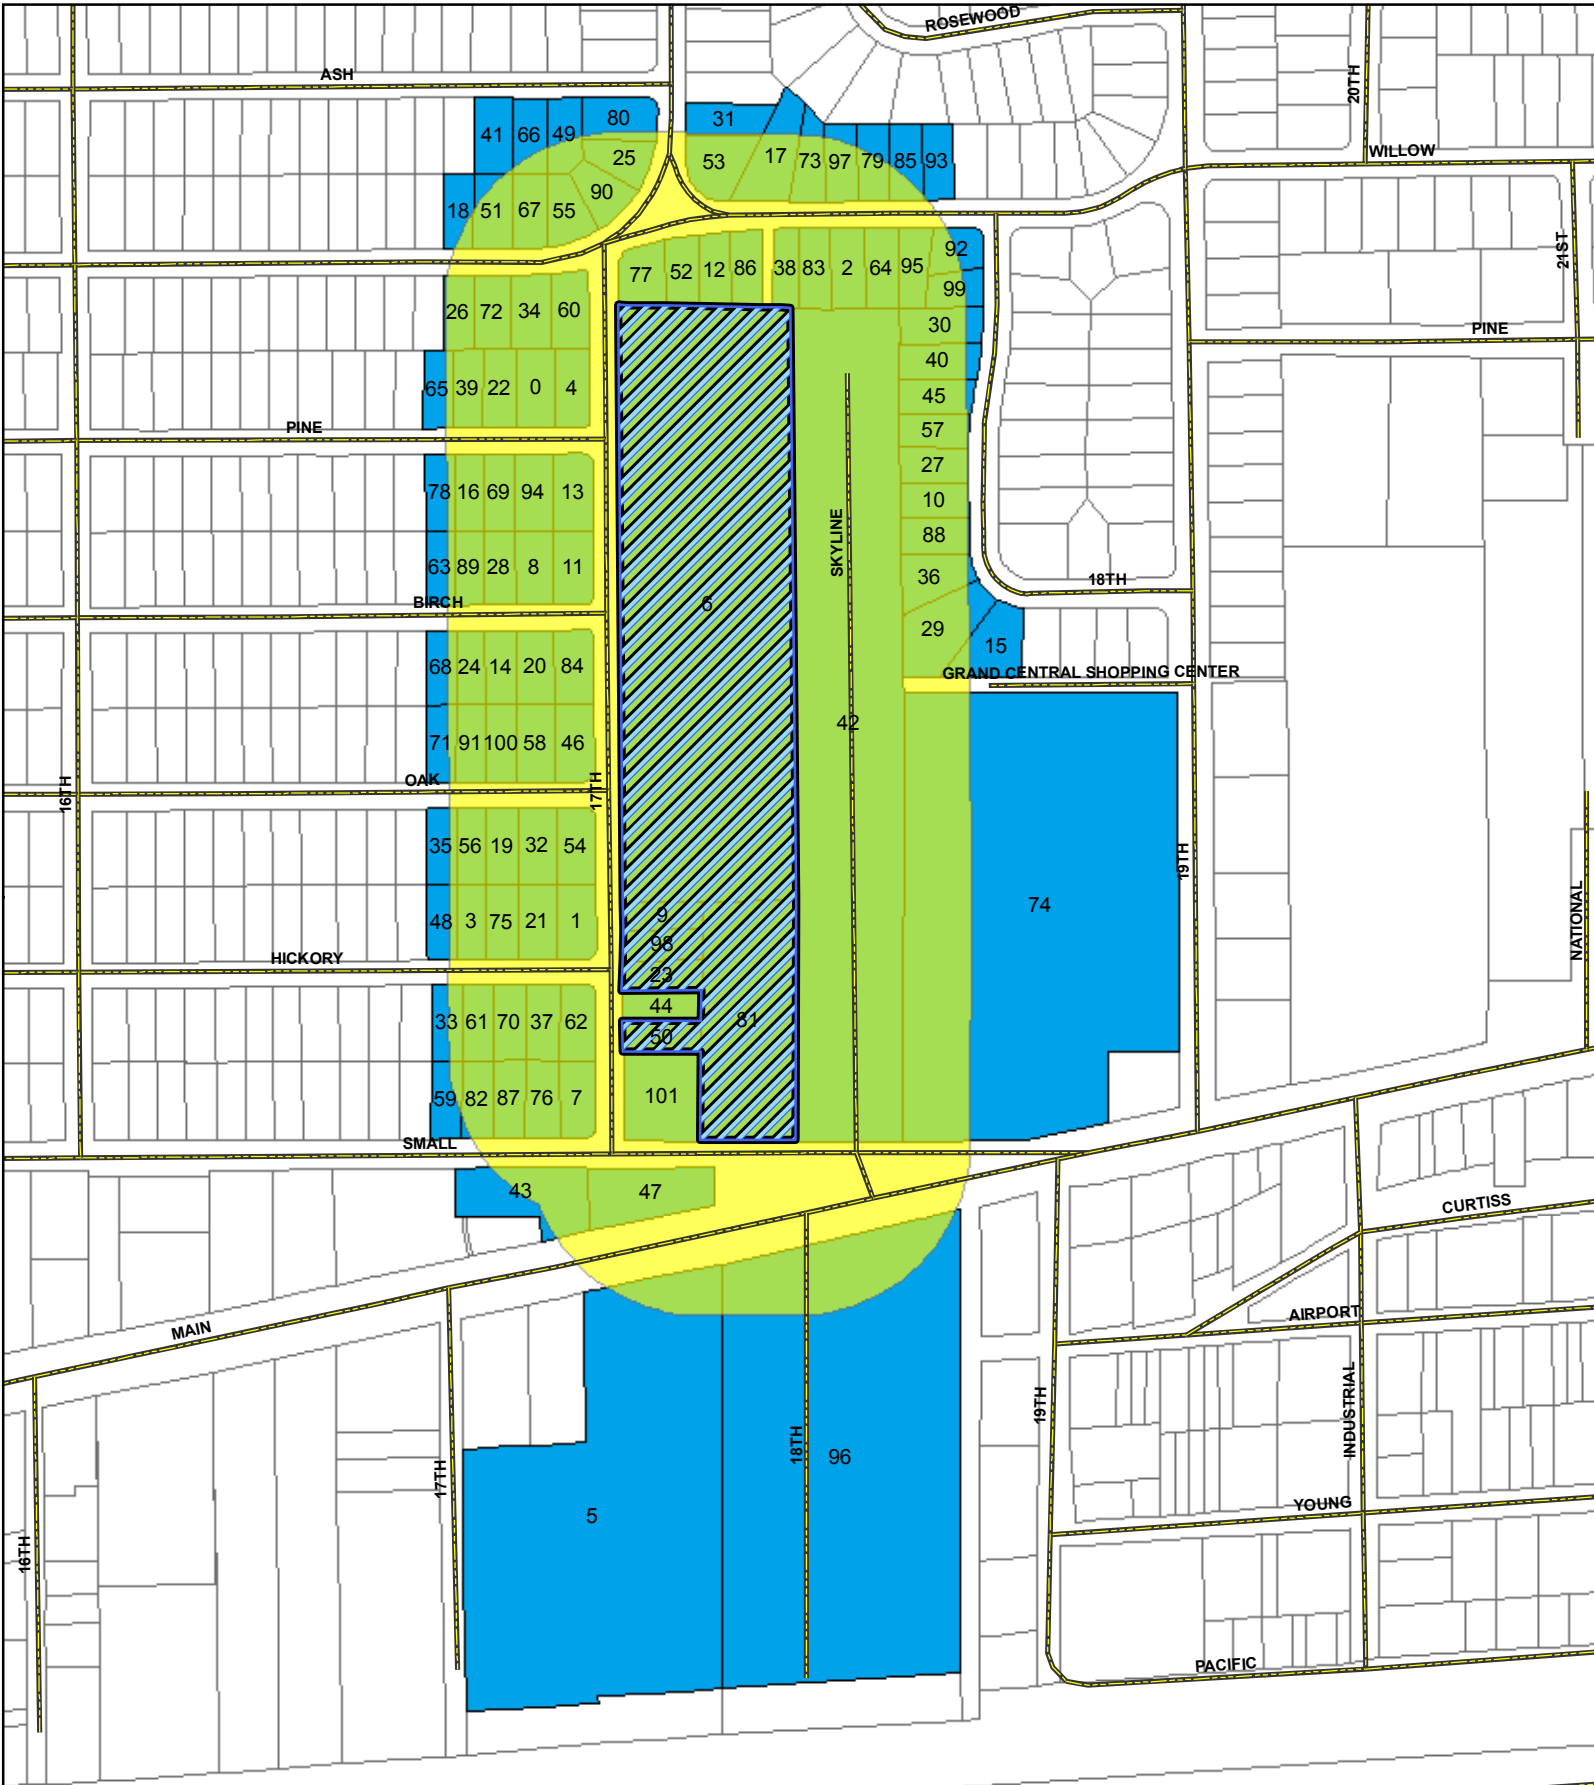 ROSEWOOD
ASH
20TH
80 31
41 66 49
25 53 17 73 97 79 85 93
WILLOW
90
18 51 67 55
21ST
92
77 52 12 86 38 83 2 64 95
99
26 72 34 60
30
PINE
40
65 39 22 0 4
45
PINE
57
27
78 16 69 94 13
10
SKYLINE
88
63 89 28 8 11
36
18TH
BIRCH
6
29
15
68 24 14 20 84
GRAND CENTRAL SHOPPING CENTER
42
71 91 100 58 46
OAK
16TH
17TH
35 56 19 32 54
19TH
74
9
48 3 75 21 1
98
NATIONAL
HICKORY
23
44
33 61 70 37 62
81
50
59 82 87 76 7
101
SMALL
43 47
CURTISS
MAIN
AIRPORT
19TH
INDUSTRIAL
18TH
96
17TH
YOUNG
5
16TH
PACIFIC